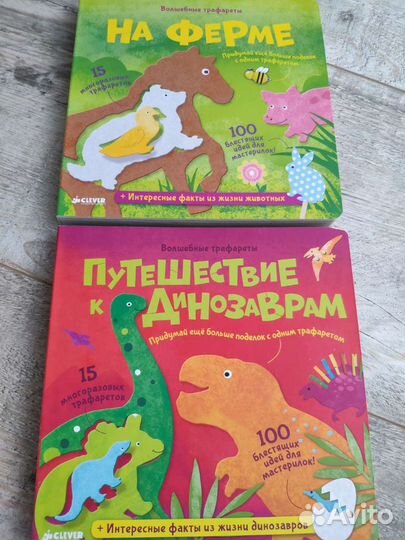 Волшебные трафареты
НА ФЕРМЕ
Придумай ещё больше поделок
с одним трафаретом
15
многоразовых
трафаретов
100
блестящих
идей для
мастерилок!
+ Интересные факты из жизни животных
CLEVER
Волшебные трафареты
ПУТЕШЕСТВИЕ
К ДИНОЗАВРАМ
Придумай ещё больше поделок с одним трафаретом
15
многоразовых
трафаретов
100
блестящих
идей для
мастерилок!
+ Интересные факты из жизни динозавров
CLEVER
Avito